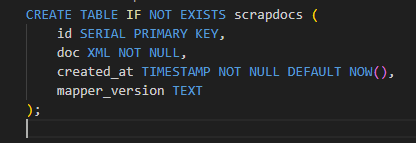 CREATE TABLE IF NOT EXISTS scrapdocs (
    id SERIAL PRIMARY KEY,
    doc XML NOT NULL,
    created_at TIMESTAMP NOT NULL DEFAULT NOW(),
    mapper_version TEXT
);